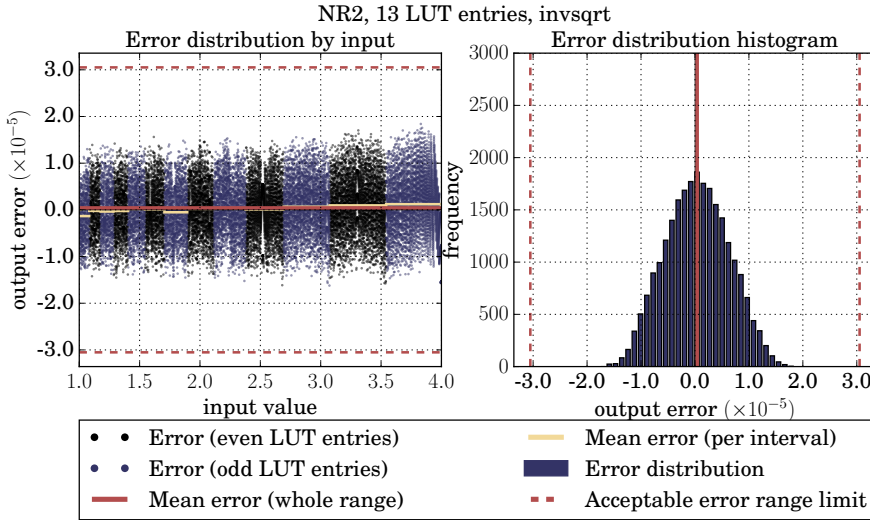 NR2, 13 LUT entries, invsqrt
Error distribution by input
3.0
2.0
1.0
0.0
-1.0
-2.0
-3.0
output error (×10⁻⁵)
1.0 1.5 2.0 2.5 3.0 3.5 4.0
input value
Error distribution histogram
3000
2500
2000
1500
1000
500
0
frequency
-3.0 -1.0 0.0 1.0 3.0
output error (×10⁻⁵)
Error (even LUT entries)
Error (odd LUT entries)
Mean error (whole range)
Mean error (per interval)
Error distribution
Acceptable error range limit